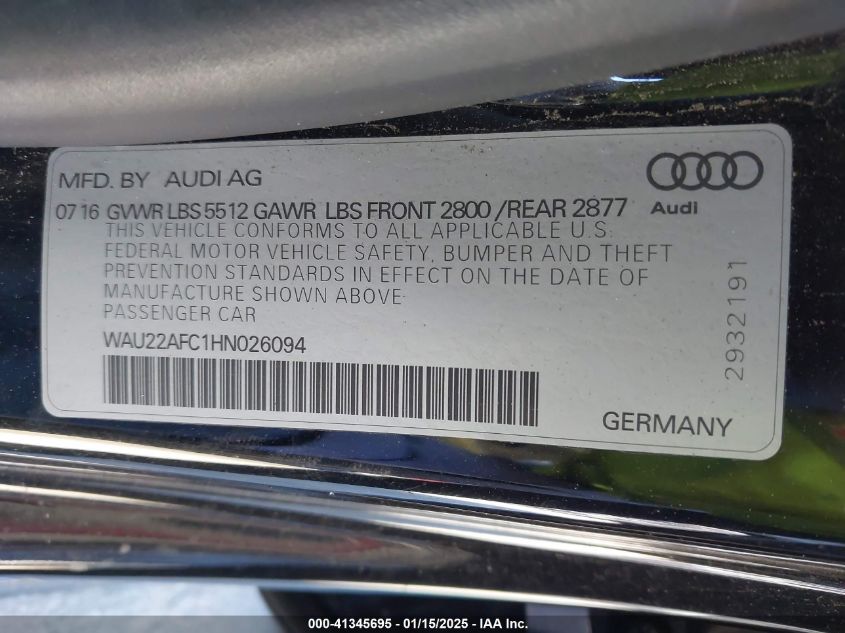 MFD. BY AUDI AG
Audi
07 16 GVWR LBS 5512 GAWR LBS FRONT 2800 /REAR 2877
THIS VEHICLE CONFORMS TO ALL APPLICABLE U.S.
FEDERAL MOTOR VEHICLE SAFETY, BUMPER AND THEFT
PREVENTION STANDARDS IN EFFECT ON THE DATE OF
MANUFACTURE SHOWN ABOVE.
PASSENGER CAR
WAU22AFC1HN026094
2932191
GERMANY
000-41345695 - 01/15/2025 - IAA Inc.